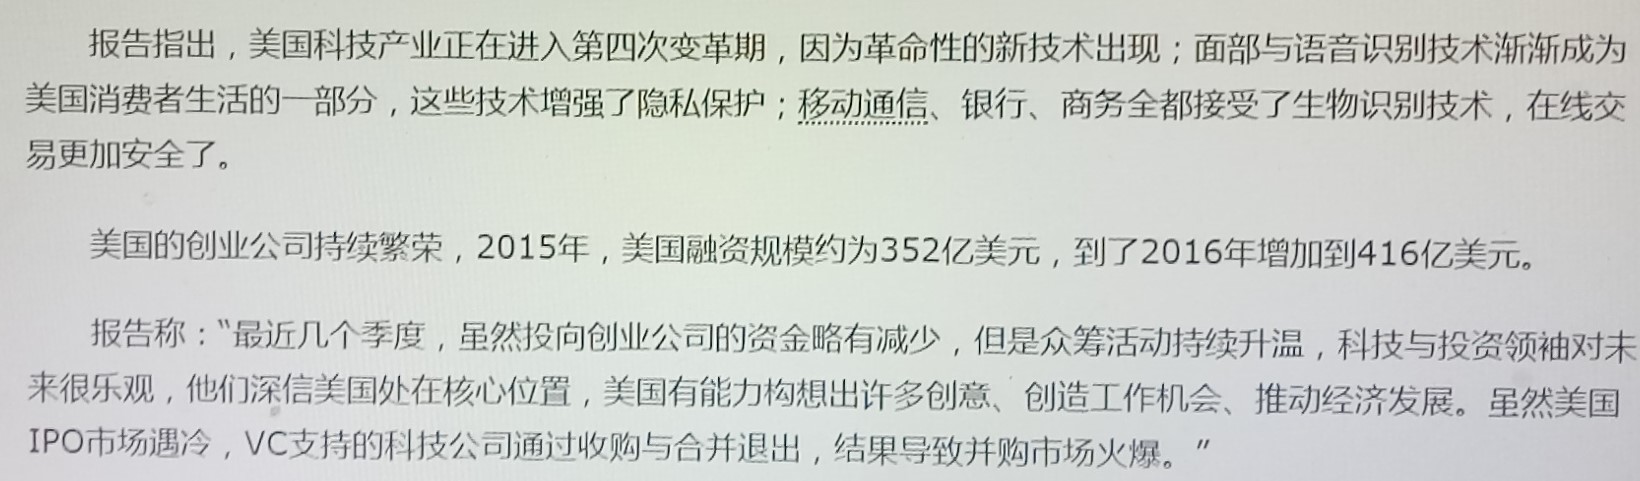 报告指出，美国科技产业正在进入第四次变革期，因为革命性的新技术出现；面部与语音识别技术渐渐成为
美国消费者生活的一部分，这些技术增强了隐私保护；移动通信、银行、商务全都接受了生物识别技术，在线交
易更加安全了。
美国的创业公司持续繁荣，2015年，美国融资规模约为352亿美元，到了2016年增加到416亿美元。
报告称：“最近几个季度，虽然投向创业公司的资金略有减少，但是众筹活动持续升温，科技与投资领袖对未
来很乐观，他们深信美国处在核心位置，美国有能力构想出许多创意、创造工作机会、推动经济发展。虽然美国
IPO市场遇冷，VC支持的科技公司通过收购与合并退出，结果导致并购市场火爆。”